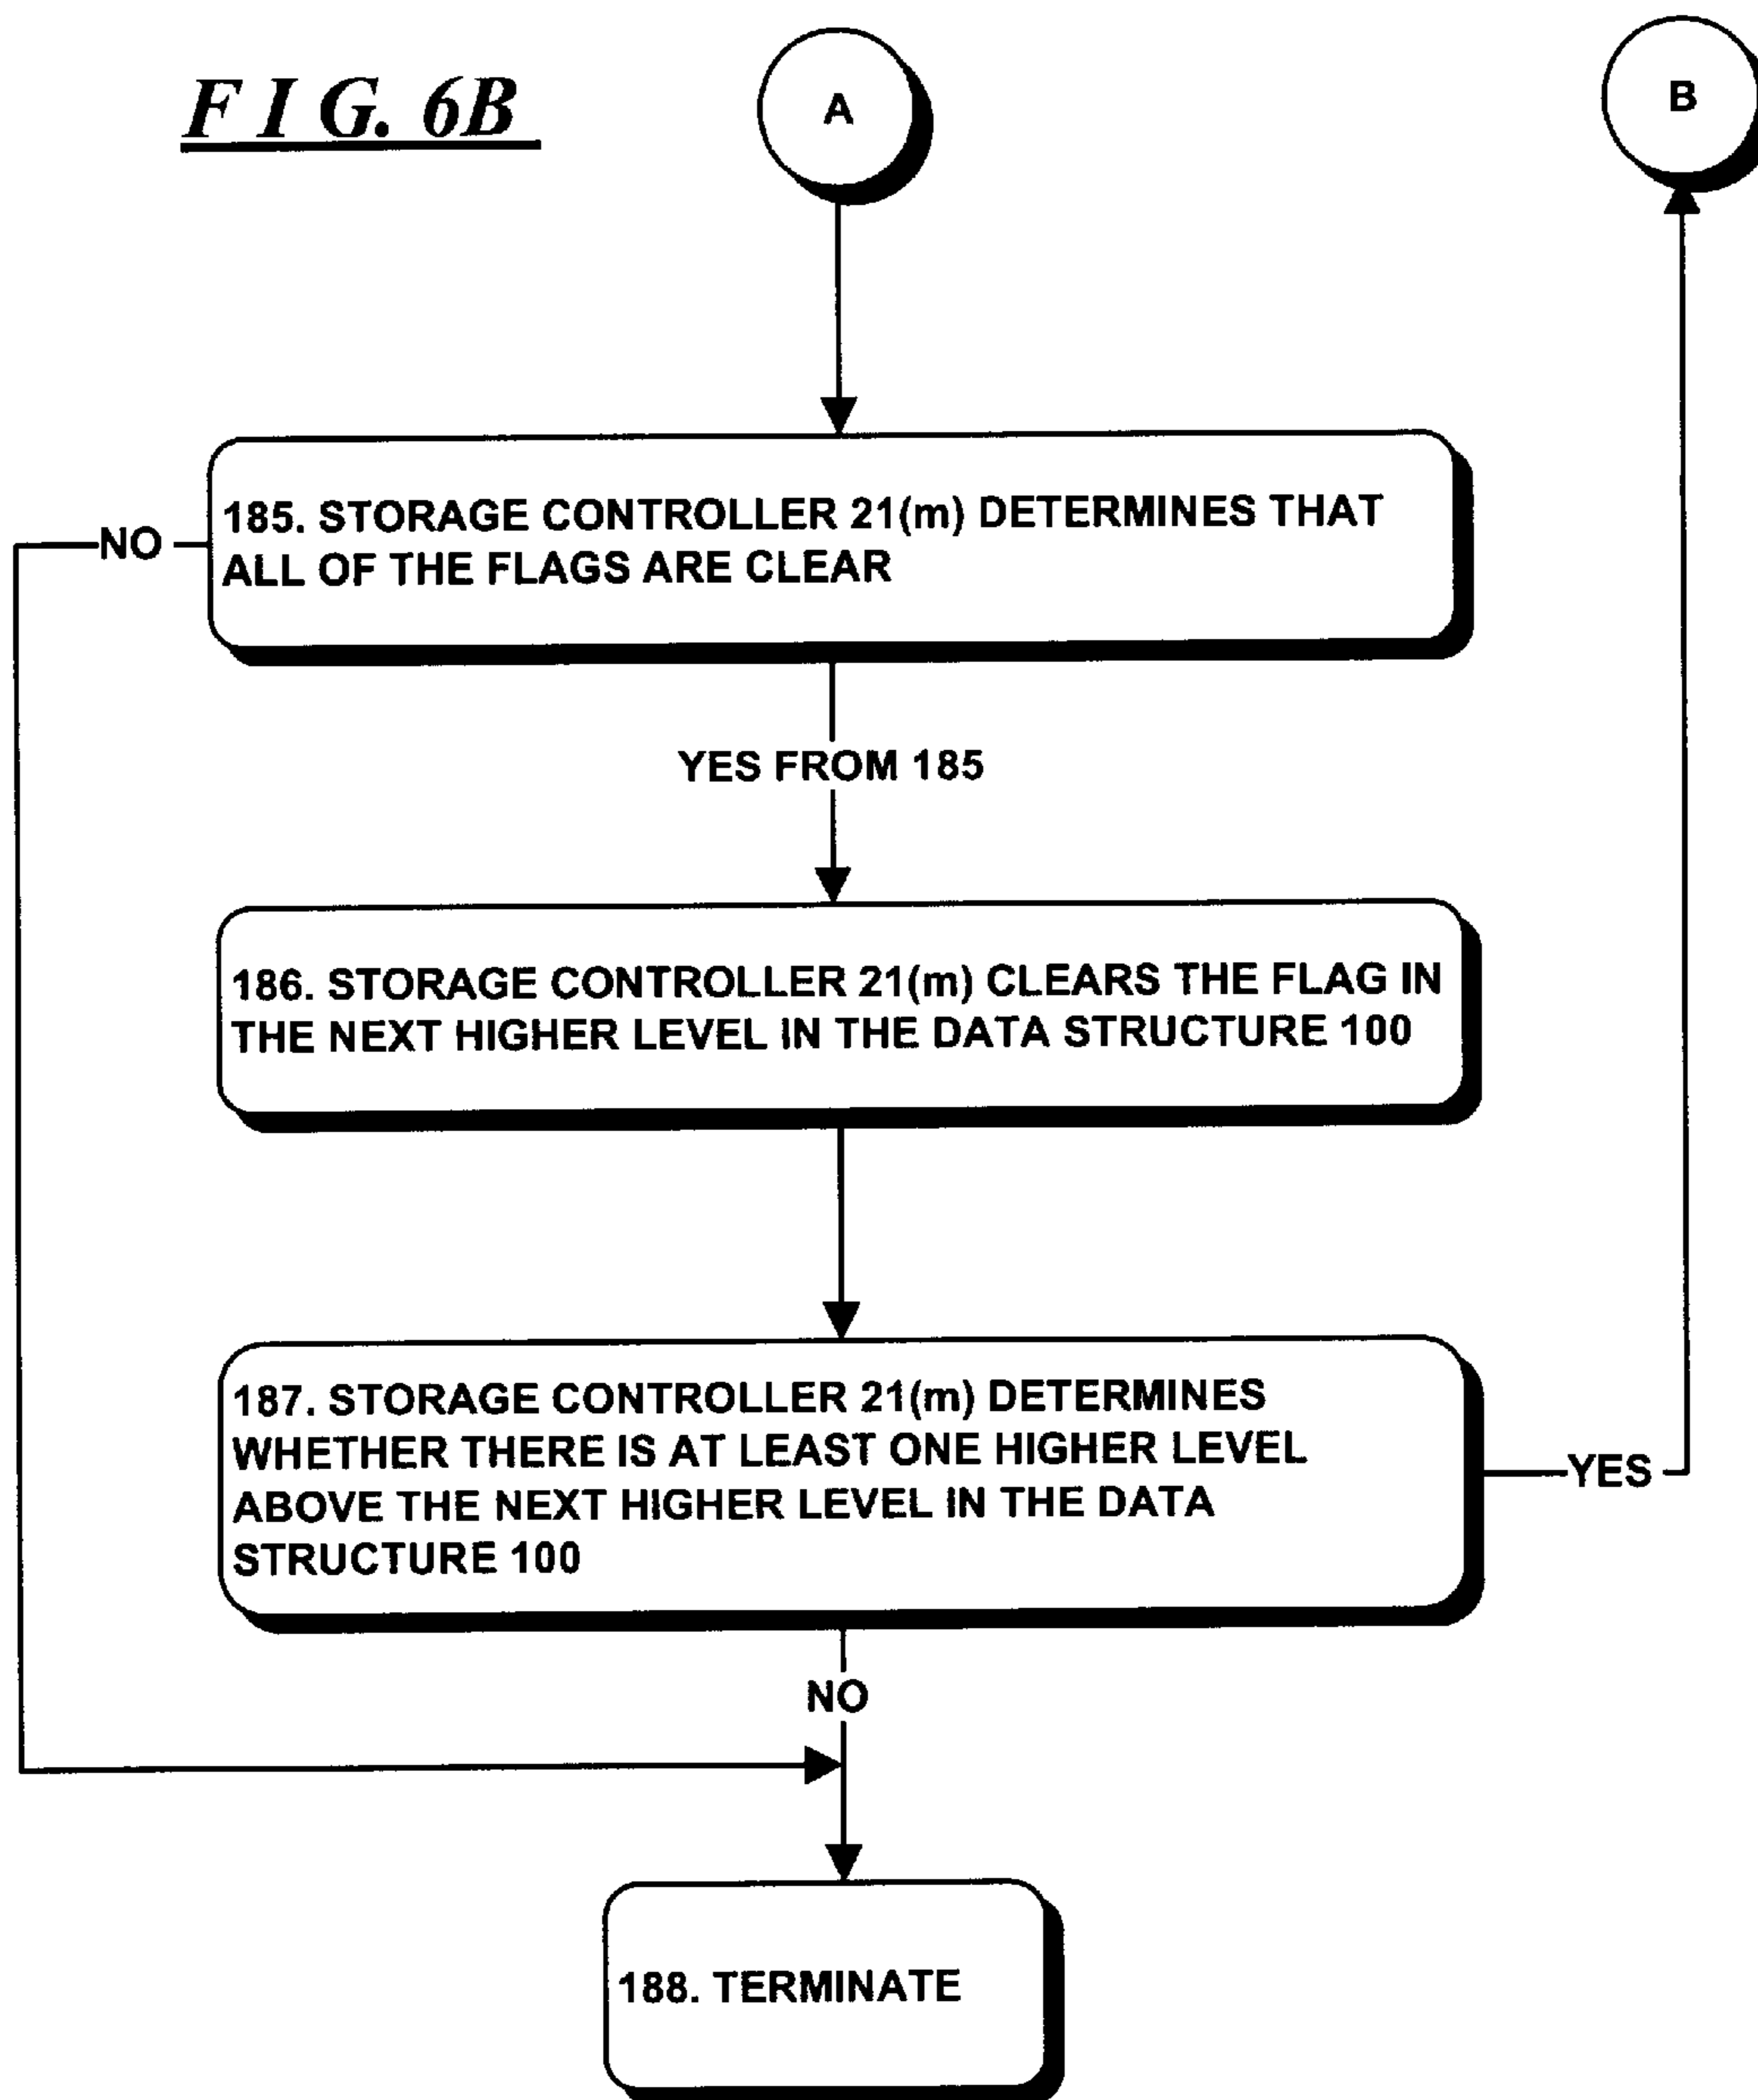 FIG. 6B
A
B
185. STORAGE CONTROLLER 21(m) DETERMINES THAT
ALL OF THE FLAGS ARE CLEAR
NO
YES FROM 185
186. STORAGE CONTROLLER 21(m) CLEARS THE FLAG IN
THE NEXT HIGHER LEVEL IN THE DATA STRUCTURE 100
187. STORAGE CONTROLLER 21(m) DETERMINES
WHETHER THERE IS AT LEAST ONE HIGHER LEVEL
ABOVE THE NEXT HIGHER LEVEL IN THE DATA
STRUCTURE 100
YES
NO
188. TERMINATE